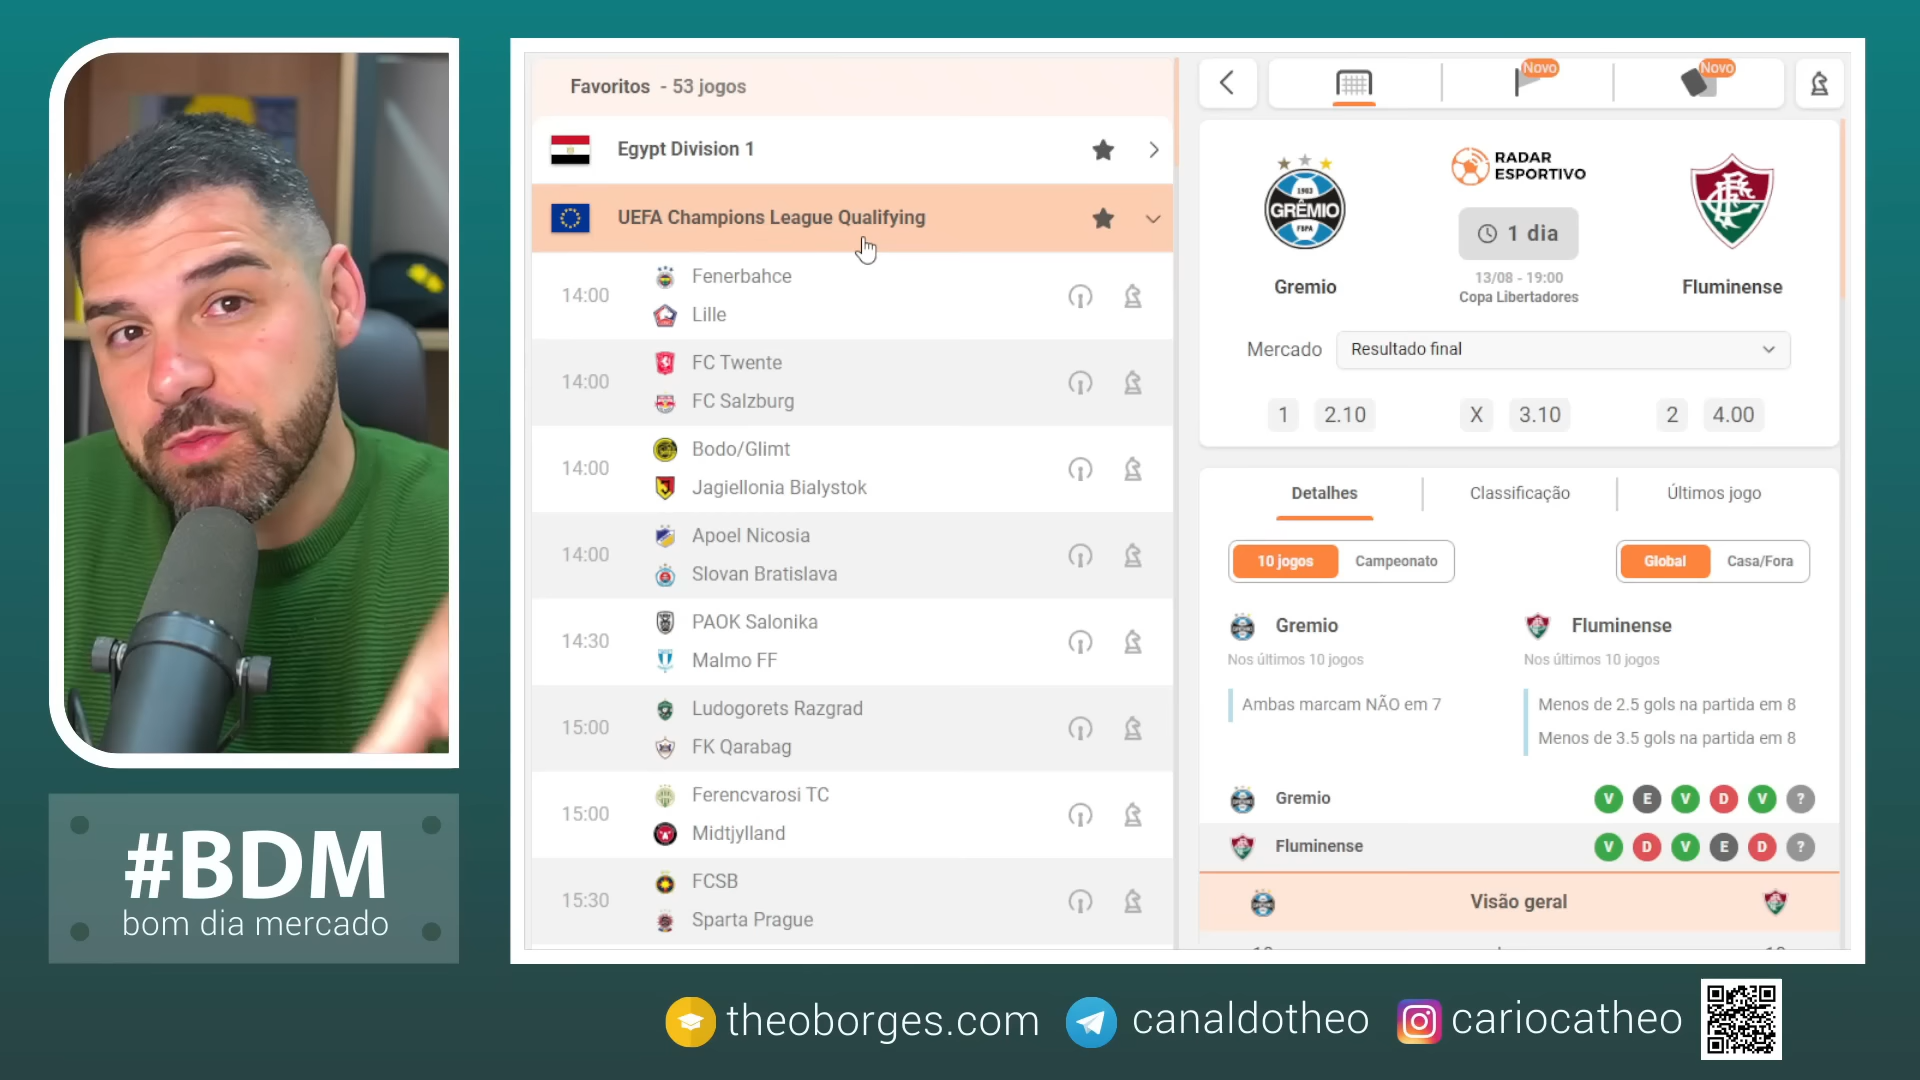 Favoritos - 53 jogos
Egypt Division 1
UEFA Champions League Qualifying
14:00
Fenerbahce
Lille
14:00
FC Twente
FC Salzburg
14:00
Bodo/Glimt
Jagiellonia Bialystok
14:00
Apoel Nicosia
Slovan Bratislava
14:30
PAOK Salonika
Malmo FF
15:00
Ludogorets Razgrad
FK Qarabag
15:00
Ferencvarosi TC
Midtjylland
15:30
FCSB
Sparta Prague
Novo
Novo
1903
GRÊMIO
FBPA
RADAR
ESPORTIVO
1 dia
13/08 - 19:00
Copa Libertadores
Gremio
Fluminense
Mercado
Resultado final
1 2.10
X 3.10
2 4.00
Detalhes
Classificação
Últimos jogo
10 jogos Campeonato
Global Casa/Fora
Gremio
Nos últimos 10 jogos
Ambas marcam NÃO em 7
Fluminense
Nos últimos 10 jogos
Menos de 2.5 gols na partida em 8
Menos de 3.5 gols na partida em 8
Gremio V E V D V ?
Fluminense V D V E D ?
Visão geral
#BDM
bom dia mercado
theoborges.com
canaldotheo
cariocatheo